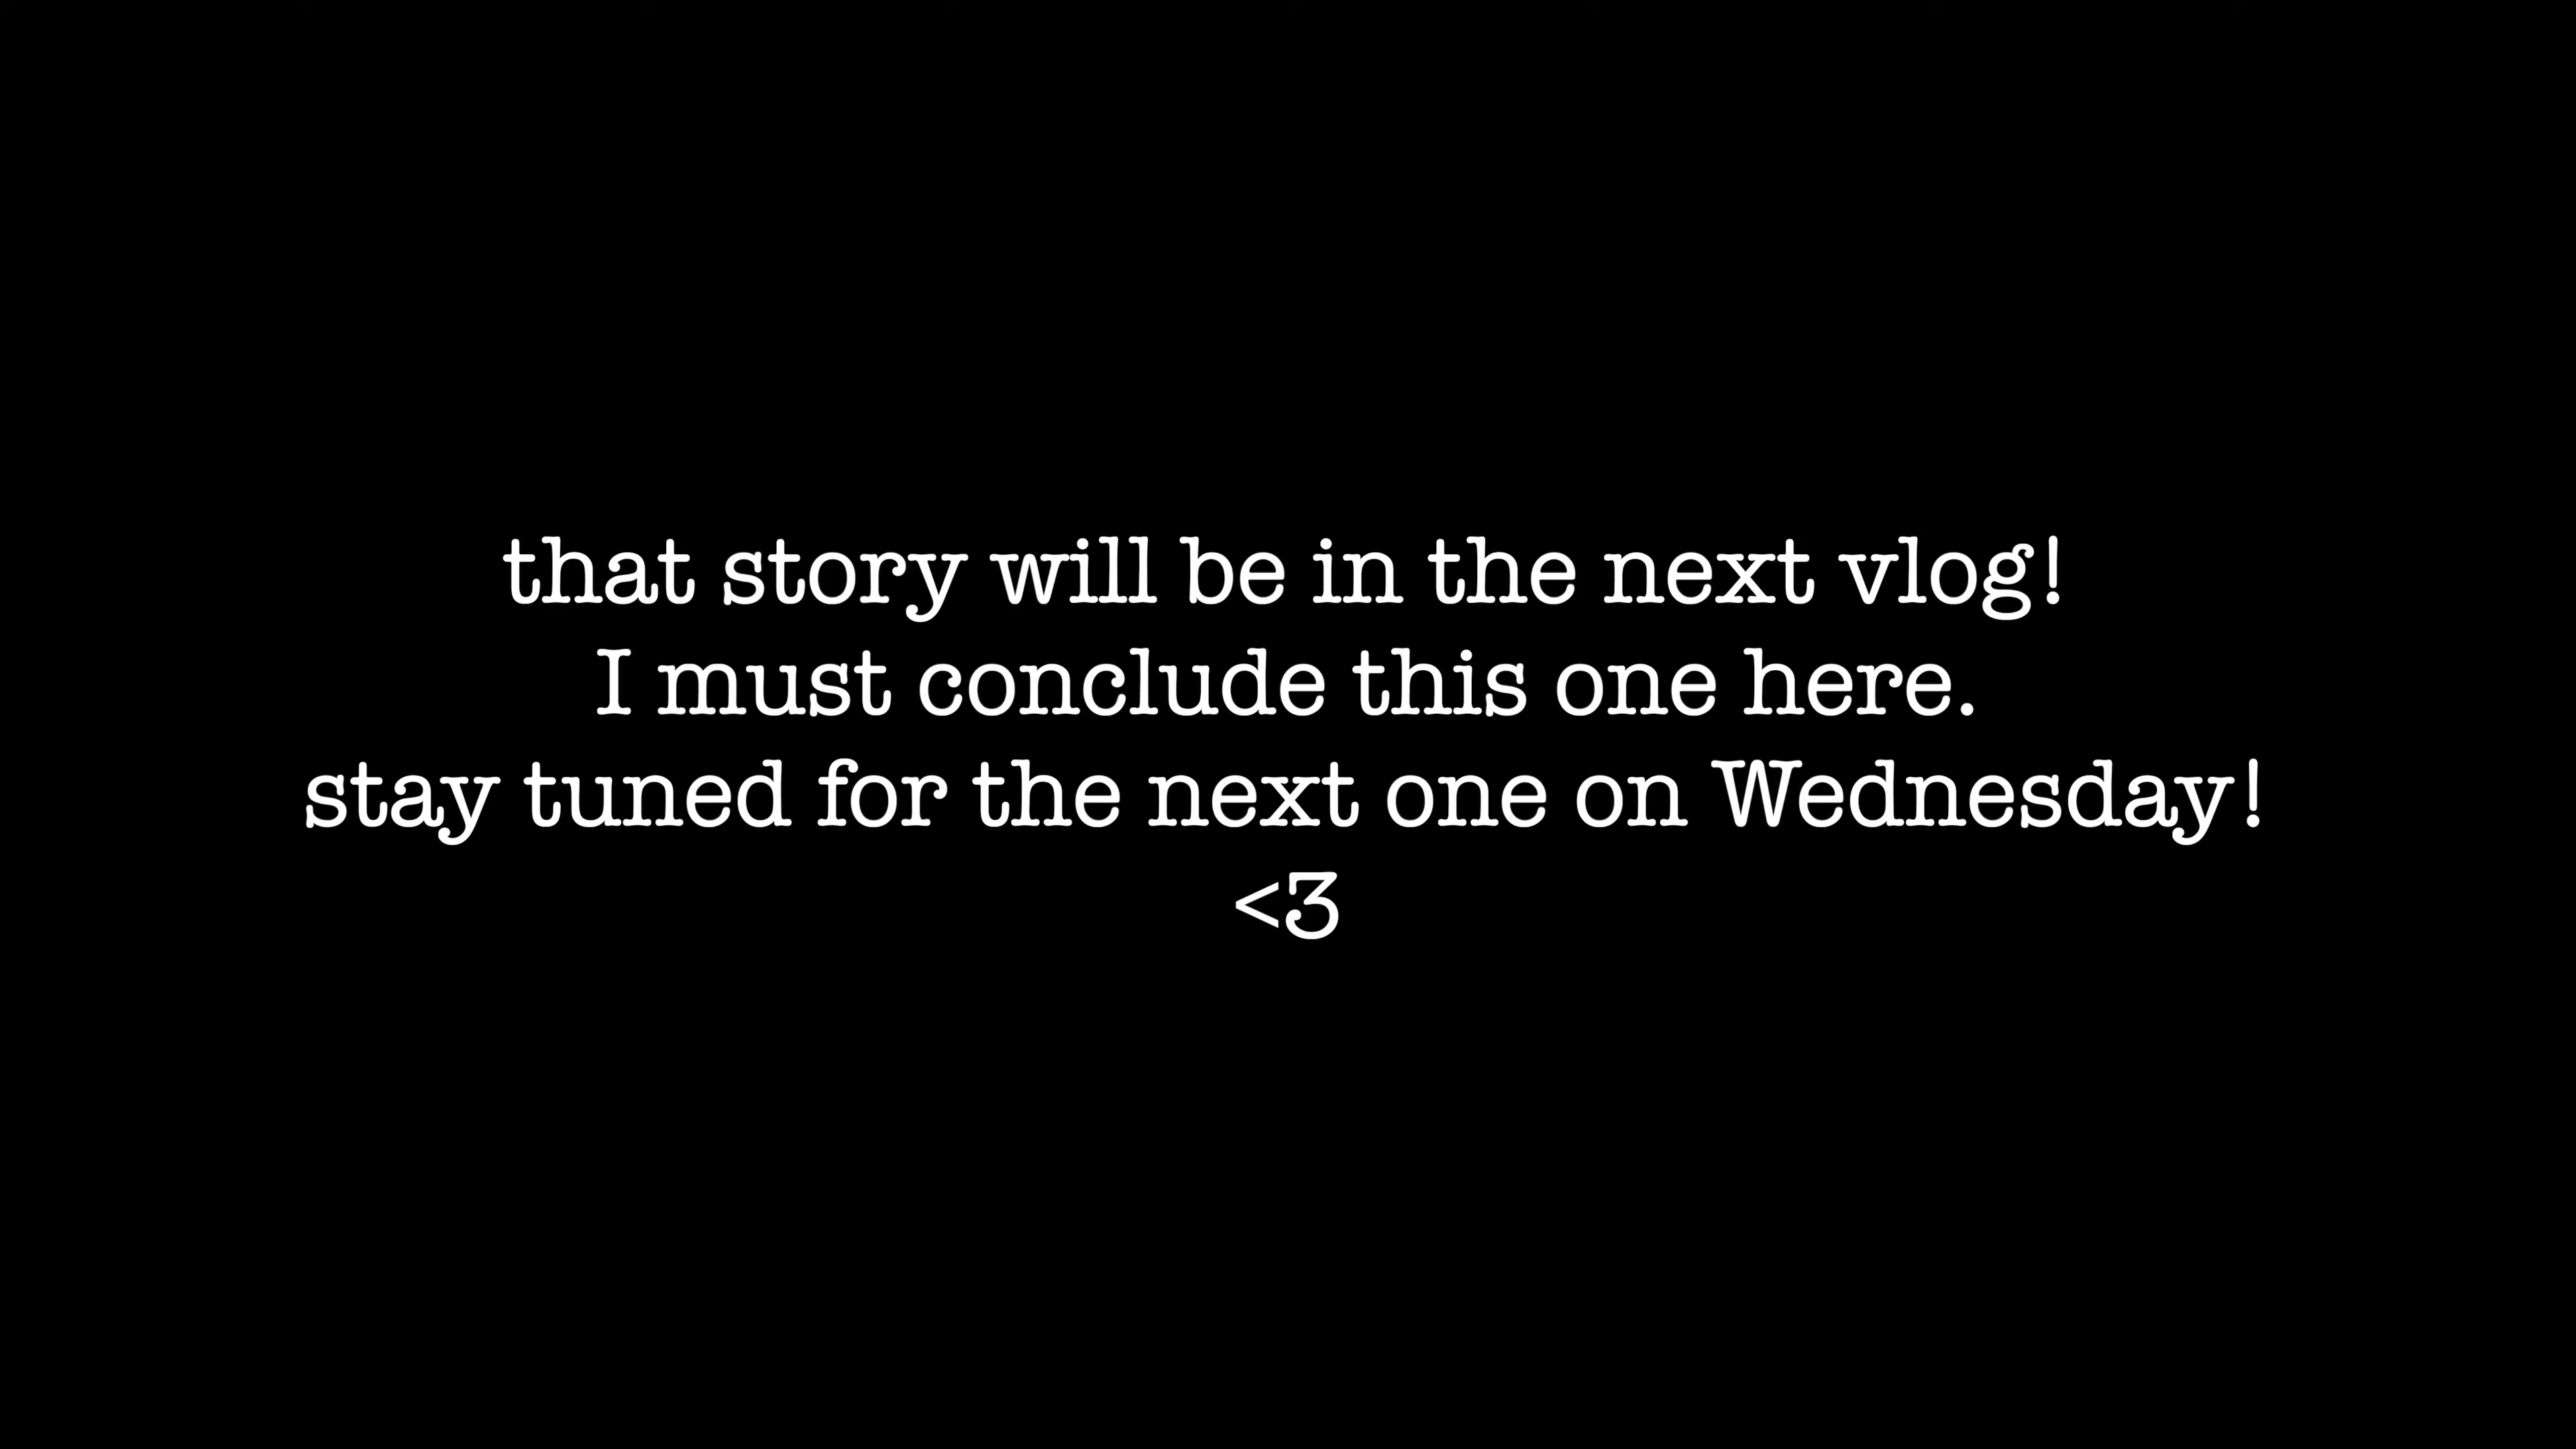 that story will be in the next vlog!
I must conclude this one here.
stay tuned for the next one on Wednesday!
<3